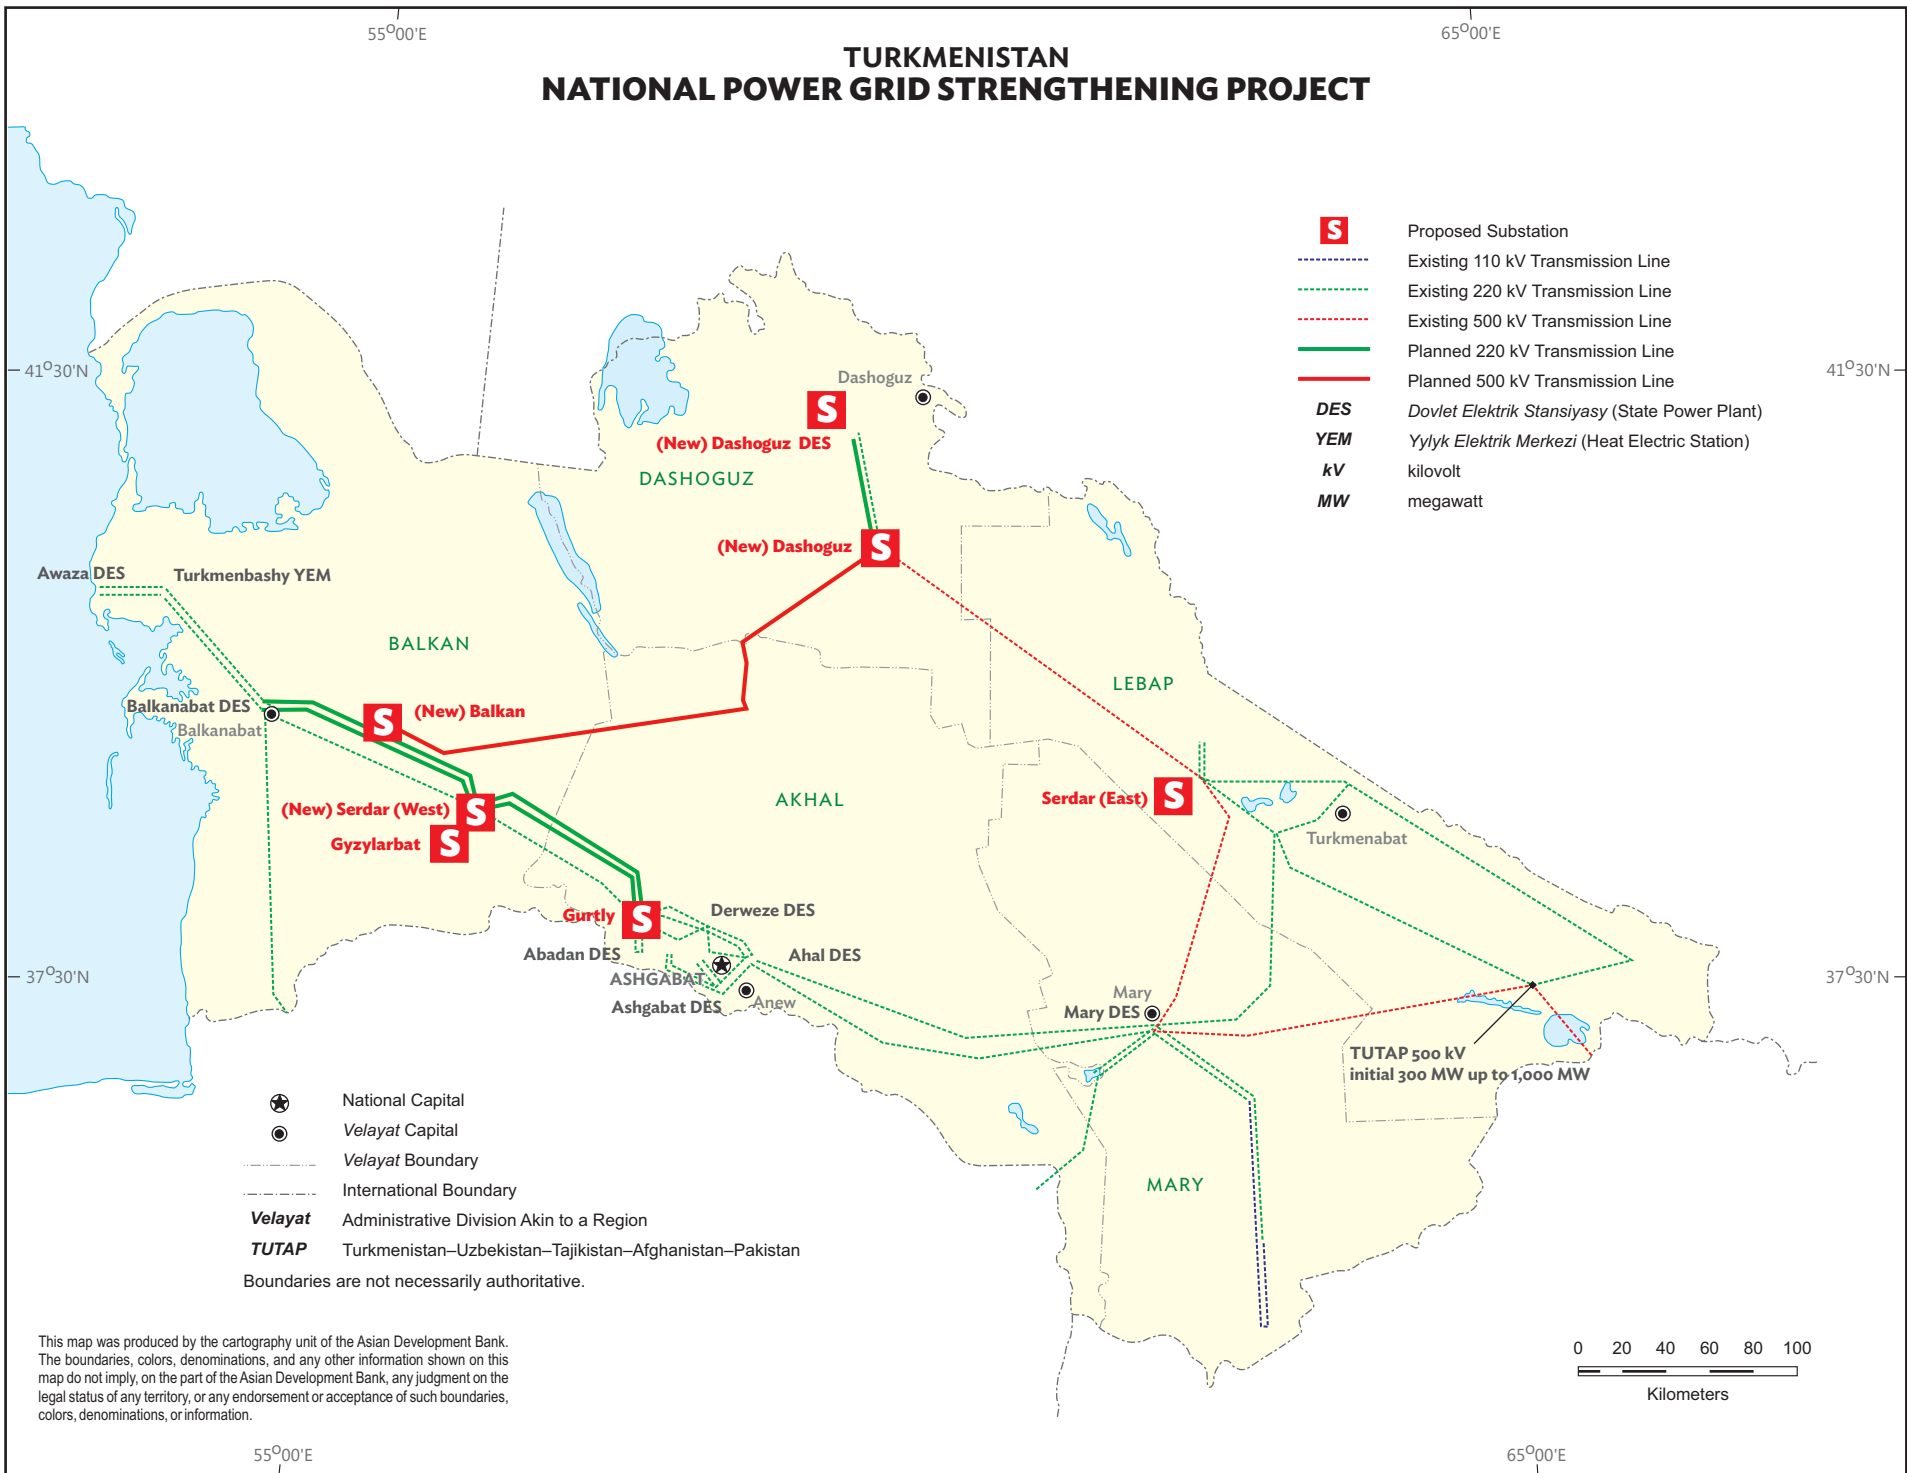 55°00'E
65°00'E
TURKMENISTAN
NATIONAL POWER GRID STRENGTHENING PROJECT
S Proposed Substation
Existing 110 kV Transmission Line
Existing 220 kV Transmission Line
Existing 500 kV Transmission Line
Planned 220 kV Transmission Line
Planned 500 kV Transmission Line
DES Dovlet Elektrik Stansiyasy (State Power Plant)
YEM Yylyk Elektrik Merkezi (Heat Electric Station)
kV kilovolt
MW megawatt
41°30'N
41°30'N
Dashoguz
S
(New) Dashoguz DES
DASHOGUZ
(New) Dashoguz S
Awaza DES
Turkmenbashy YEM
BALKAN
LEBAP
Balkanabat DES
Balkanabat
S (New) Balkan
AKHAL
Serdar (East) S
(New) Serdar (West) S
Gyzylarbat S
Turkmenabat
Gurtly S
Derweze DES
Abadan DES
Ahal DES
ASHGABAT
Ashgabat DES
Anew
37°30'N
37°30'N
Mary
Mary DES
TUTAP 500 kV
initial 300 MW up to 1,000 MW
MARY
National Capital
Velayat Capital
Velayat Boundary
International Boundary
Velayat Administrative Division Akin to a Region
TUTAP Turkmenistan–Uzbekistan–Tajikistan–Afghanistan–Pakistan
Boundaries are not necessarily authoritative.
This map was produced by the cartography unit of the Asian Development Bank.
The boundaries, colors, denominations, and any other information shown on this
map do not imply, on the part of the Asian Development Bank, any judgment on the
legal status of any territory, or any endorsement or acceptance of such boundaries,
colors, denominations, or information.
0 20 40 60 80 100
Kilometers
55°00'E
65°00'E